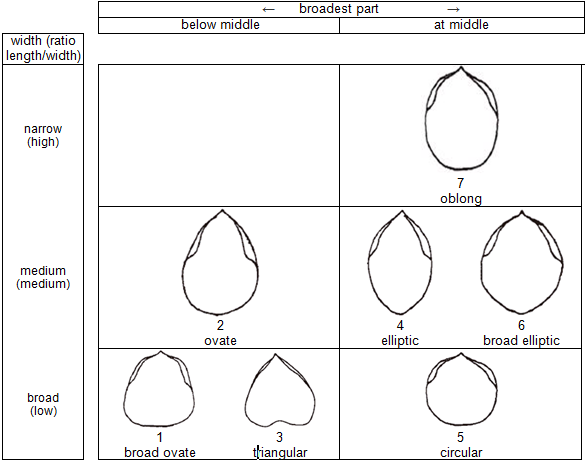 ← broadest part →
below middle at middle
width (ratio
length/width)
narrow
(high)
7
oblong
medium
(medium)
2 4 6
ovate elliptic broad elliptic
broad
(low)
1 3 5
broad ovate triangular circular